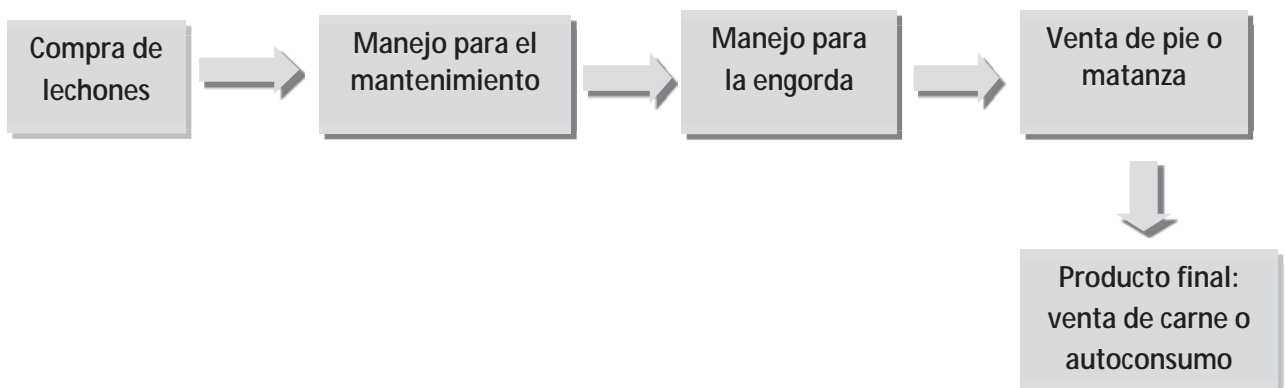 Compra de
lechones
Manejo para el
mantenimiento
Manejo para
la engorda
Venta de pie o
matanza
Producto final:
venta de carne o
autoconsumo